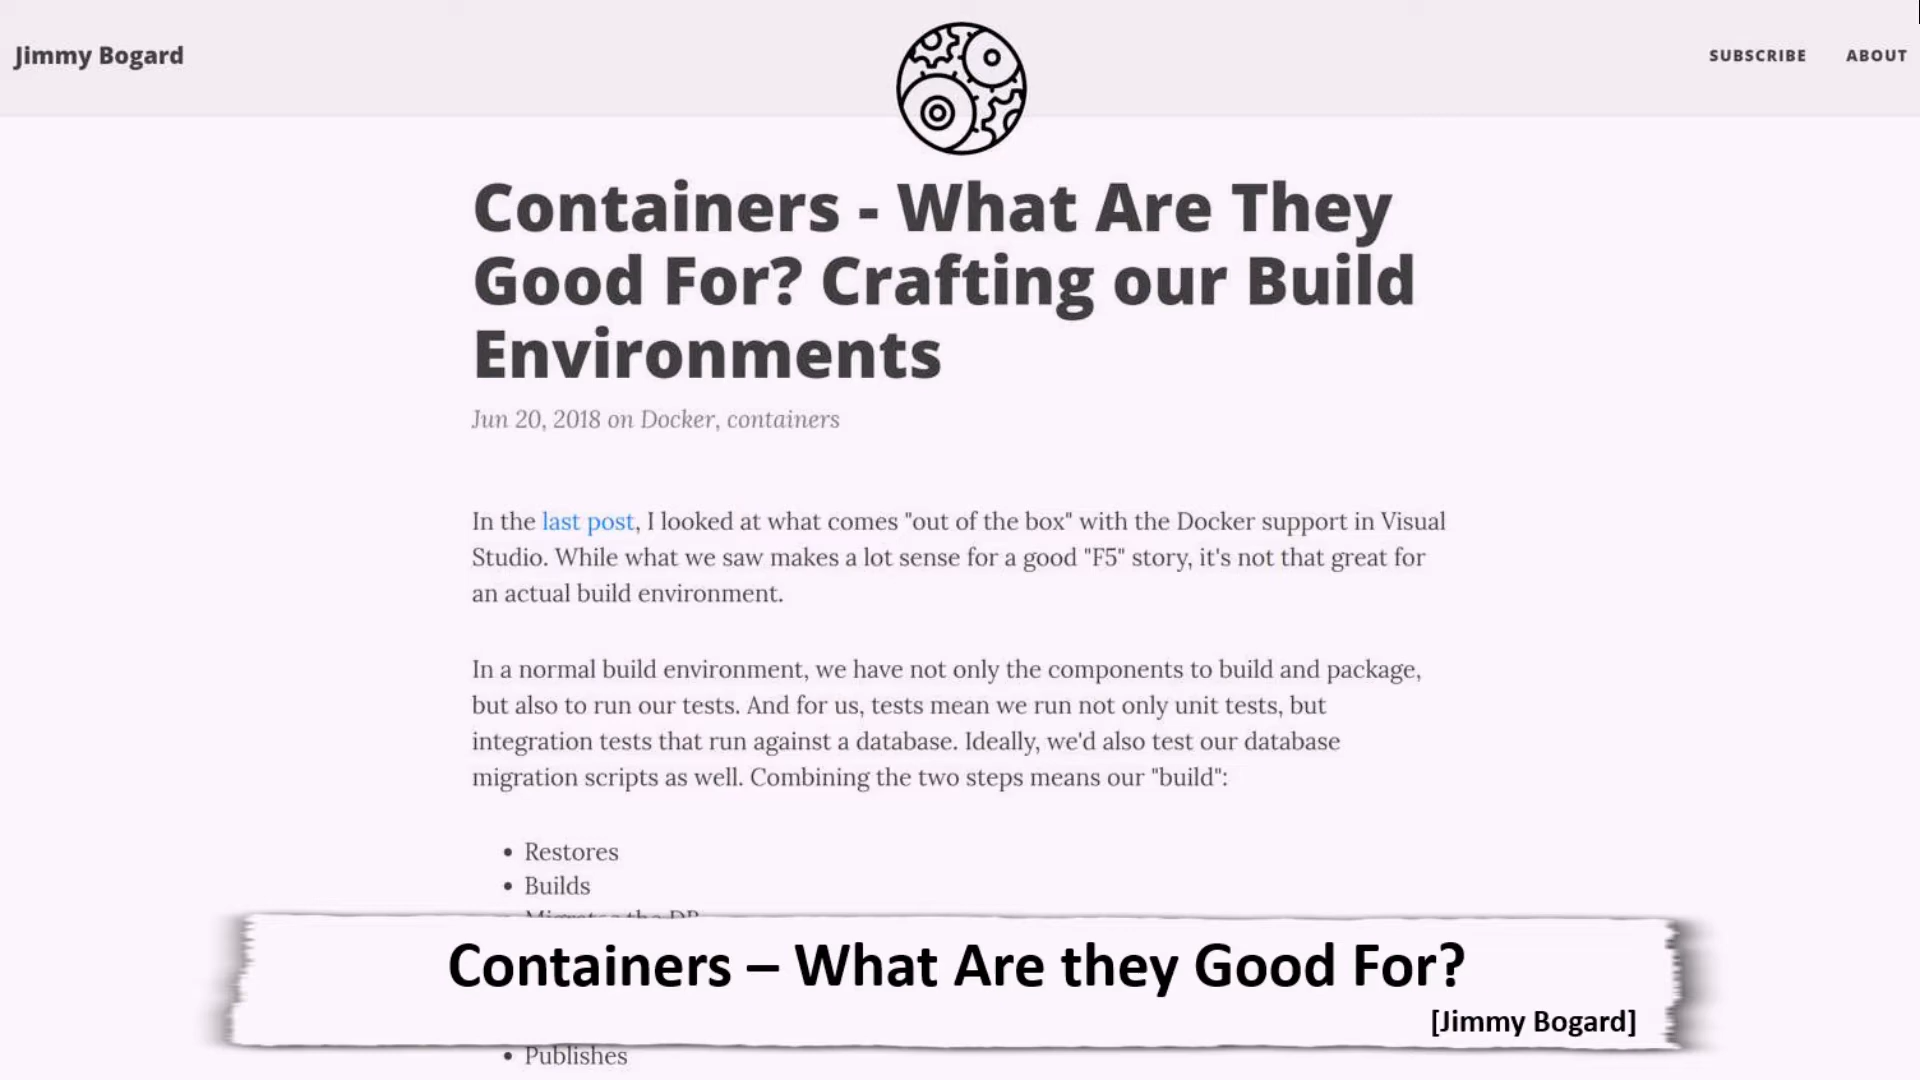 Jimmy Bogard
SUBSCRIBE
ABOUT
Containers - What Are They
Good For? Crafting our Build
Environments
Jun 20, 2018 on Docker, containers
In the last post, I looked at what comes "out of the box" with the Docker support in Visual
Studio. While what we saw makes a lot sense for a good "F5" story, it's not that great for
an actual build environment.
In a normal build environment, we have not only the components to build and package,
but also to run our tests. And for us, tests mean we run not only unit tests, but
integration tests that run against a database. Ideally, we'd also test our database
migration scripts as well. Combining the two steps means our "build":
• Restores
• Builds
Migrates the DB
Containers – What Are they Good For?
[Jimmy Bogard]
• Publishes